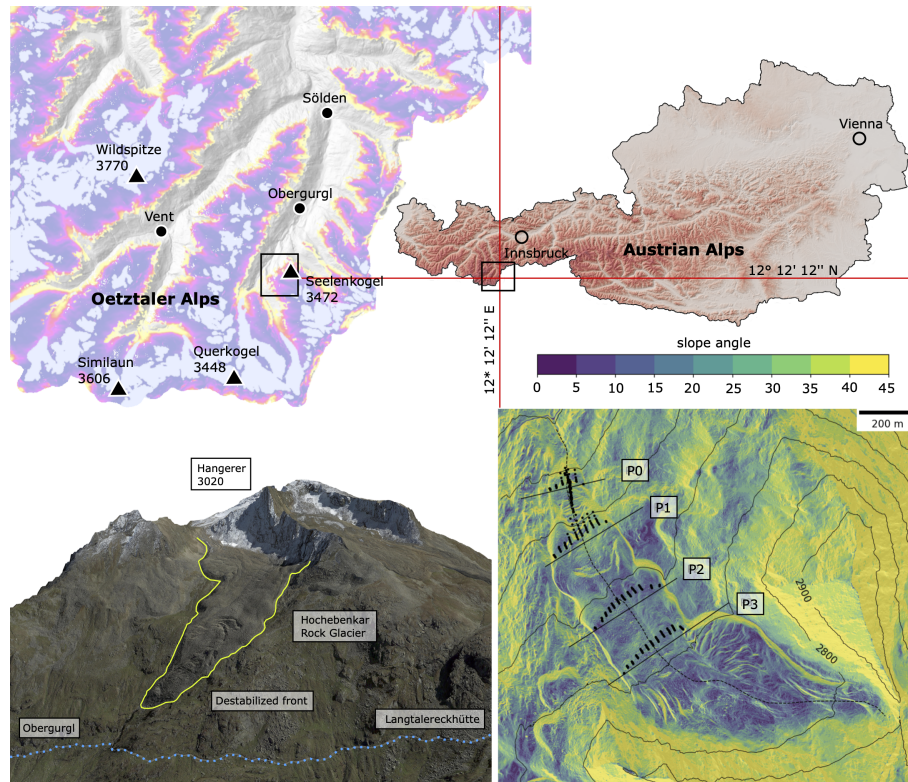 Sölden
Wildspitze
3770
Obergurgl
Vent
Seelenkogel
3472
Oetztaler Alps
Querkogel
3448
Similaun
3606
Vienna
Innsbruck
Austrian Alps
12° 12' 12'' N
12* 12' 12'' E
slope angle
0 5 10 15 20 25 30 35 40 45
200 m
P0
P1
P2
P3
2900
2800
Hangerer
3020
Hochebenkar
Rock Glacier
Destabilized front
Langtalereckhütte
Obergurgl